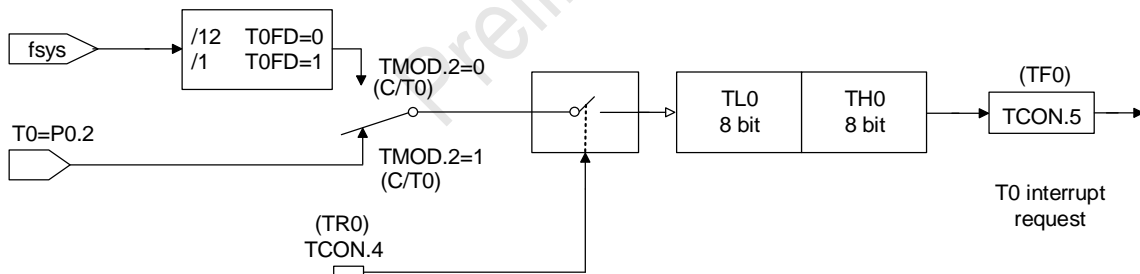 fsys
/12 T0FD=0
/1 T0FD=1
TMOD.2=0
(C/T0)
T0=P0.2
TMOD.2=1
(C/T0)
(TR0)
TCON.4
TL0
8 bit
TH0
8 bit
(TF0)
TCON.5
T0 interrupt
request